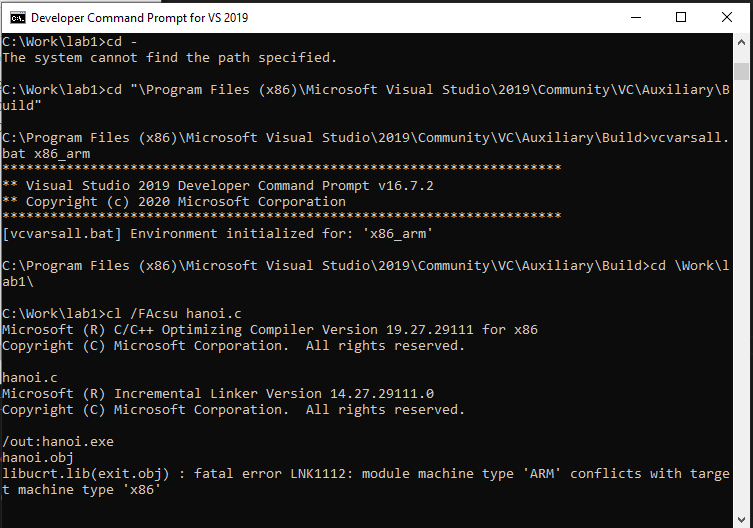 Developer Command Prompt for VS 2019
C:\Work\lab1>cd -
The system cannot find the path specified.
C:\Work\lab1>cd "\Program Files (x86)\Microsoft Visual Studio\2019\Community\VC\Auxiliary\B
uild"
C:\Program Files (x86)\Microsoft Visual Studio\2019\Community\VC\Auxiliary\Build>vcvarsall.
bat x86_arm
**********************************************************************
** Visual Studio 2019 Developer Command Prompt v16.7.2
** Copyright (c) 2020 Microsoft Corporation
**********************************************************************
[vcvarsall.bat] Environment initialized for: 'x86_arm'
C:\Program Files (x86)\Microsoft Visual Studio\2019\Community\VC\Auxiliary\Build>cd \Work\l
ab1\
C:\Work\lab1>cl /FAcsu hanoi.c
Microsoft (R) C/C++ Optimizing Compiler Version 19.27.29111 for x86
Copyright (C) Microsoft Corporation.  All rights reserved.
hanoi.c
Microsoft (R) Incremental Linker Version 14.27.29111.0
Copyright (C) Microsoft Corporation.  All rights reserved.
/out:hanoi.exe
hanoi.obj
libucrt.lib(exit.obj) : fatal error LNK1112: module machine type 'ARM' conflicts with targe
t machine type 'x86'